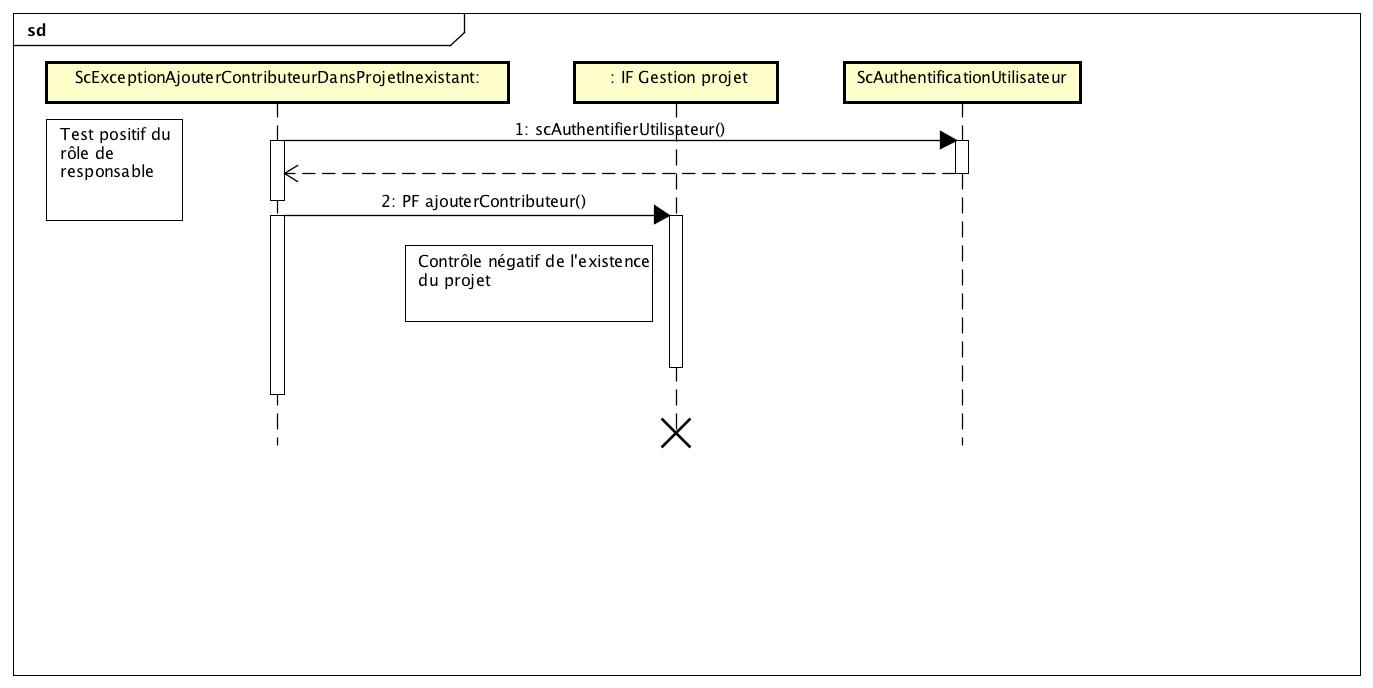 sd
ScExceptionAjouterContributeurDansProjetInexistant:
: IF Gestion projet
ScAuthentificationUtilisateur
Test positif du
rôle de
responsable
1: scAuthentifierUtilisateur()
2: PF ajouterContributeur()
Contrôle négatif de l'existence
du projet